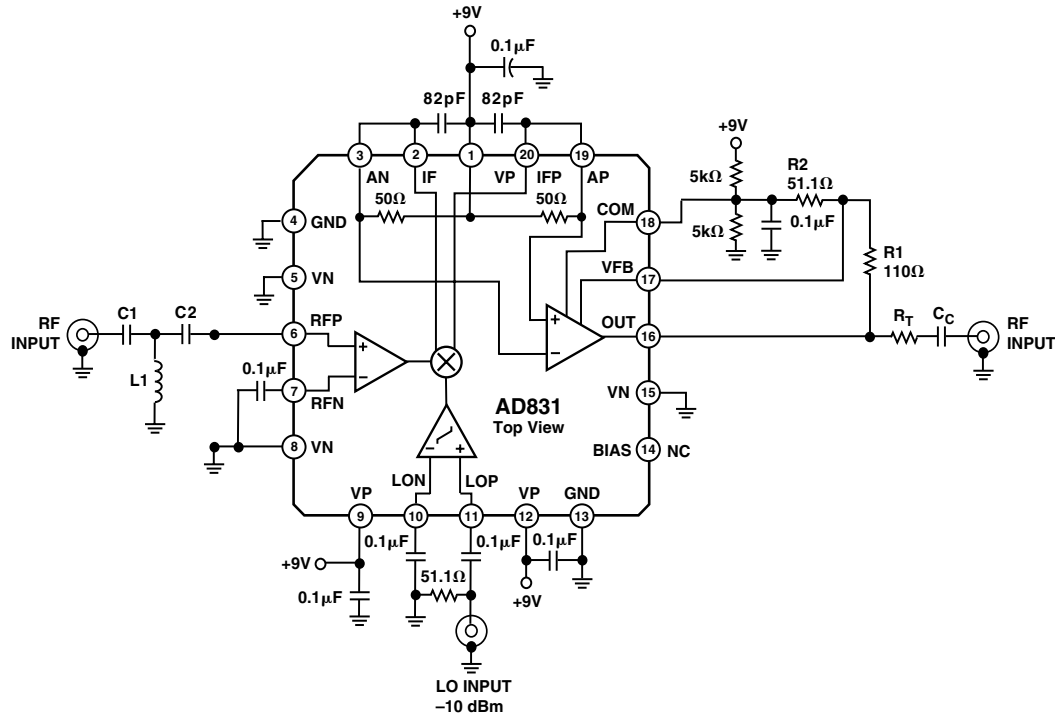 +9V
0.1µF
82pF 82pF
3 2 1 20 19
AN IF VP IFP AP
50Ω 50Ω
+9V
5kΩ
R2
51.1Ω
5kΩ
0.1µF
COM 18
R1
110Ω
4 GND
VFB 17
5 VN
RF
INPUT
C1 C2
L1
6 RFP
+
−
+
−
OUT 16
R_T C_C
RF
INPUT
0.1µF
7 RFN
AD831
Top View
VN 15
8 VN
− +
BIAS 14 NC
LON LOP
VP VP GND
9 10 11 12 13
0.1µF 0.1µF 0.1µF
+9V
51.1Ω
0.1µF
+9V
LO INPUT
–10 dBm